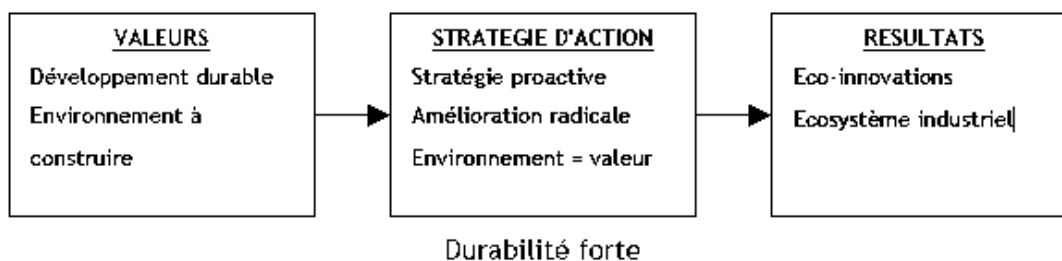 VALEURS
Développement durable
Environnement à
construire
STRATEGIE D'ACTION
Stratégie proactive
Amélioration radicale
Environnement = valeur
RESULTATS
Eco-innovations
Ecosystème industriel
Durabilité forte